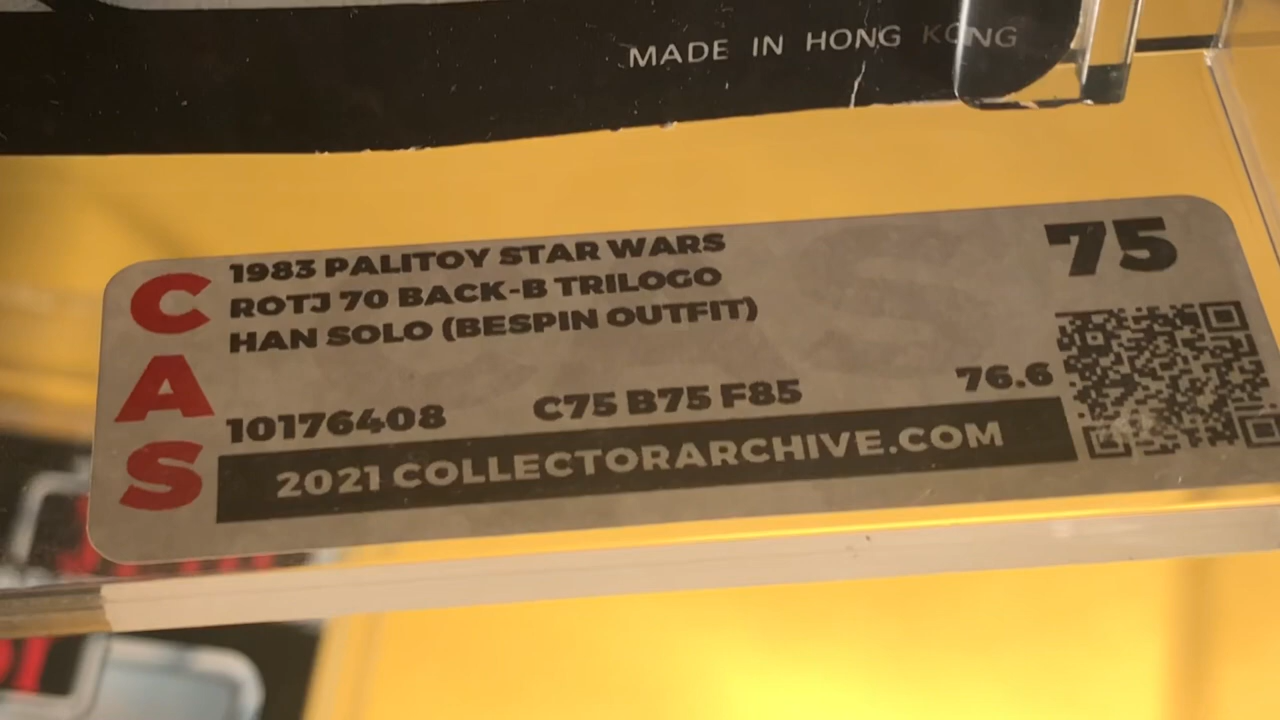 MADE IN HONG KONG
CAS
1983 PALITOY STAR WARS
ROTJ 70 BACK-B TRILOGO
HAN SOLO (BESPIN OUTFIT)
75
10176408 C75 B75 F85 76.6
2021 COLLECTORARCHIVE.COM